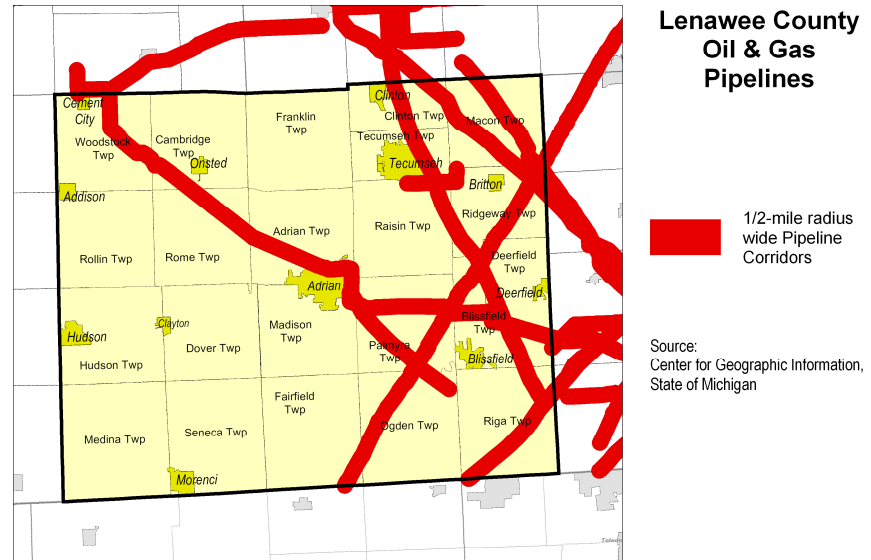 Lenawee County
Oil & Gas
Pipelines
Cement
City
Clinton
Franklin
Twp
Clinton Twp
Macon Twp
Woodstock
Twp
Cambridge
Twp
Onsted
Tecumseh Twp
Tecumseh
Britton
Addison
Ridgeway Twp
Raisin Twp
Adrian Twp
Rollin Twp
Rome Twp
Deerfield
Twp
Adrian
Deerfield
Hudson
Clayton
Madison
Twp
Blissfield
Twp
Dover Twp
Palmyra
Twp
Blissfield
Hudson Twp
Fairfield
Twp
Medina Twp
Seneca Twp
Ogden Twp
Riga Twp
Morenci
Toledo
1/2-mile radius
wide Pipeline
Corridors
Source:
Center for Geographic Information,
State of Michigan